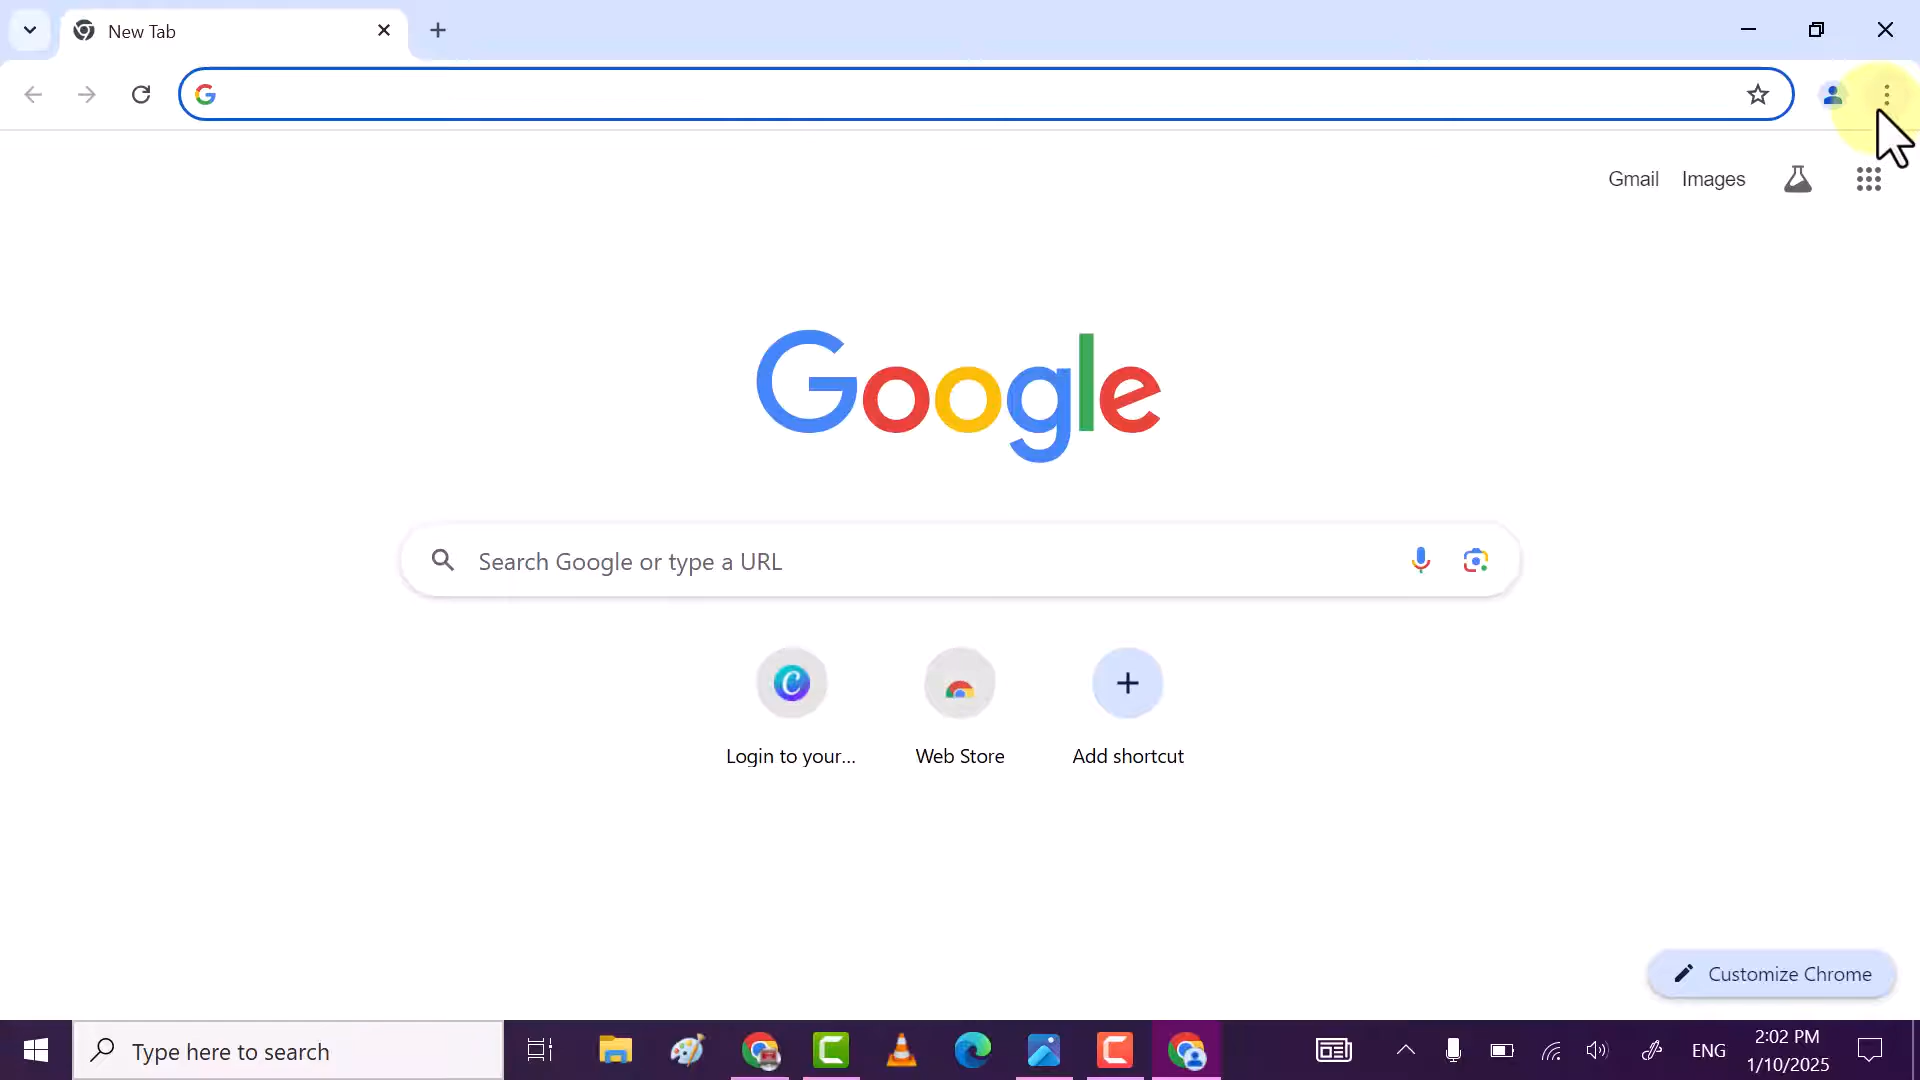 New Tab
Gmail Images
Google
Search Google or type a URL
Login to your...
Web Store
Add shortcut
Customize Chrome
Type here to search
ENG
2:02 PM
1/10/2025